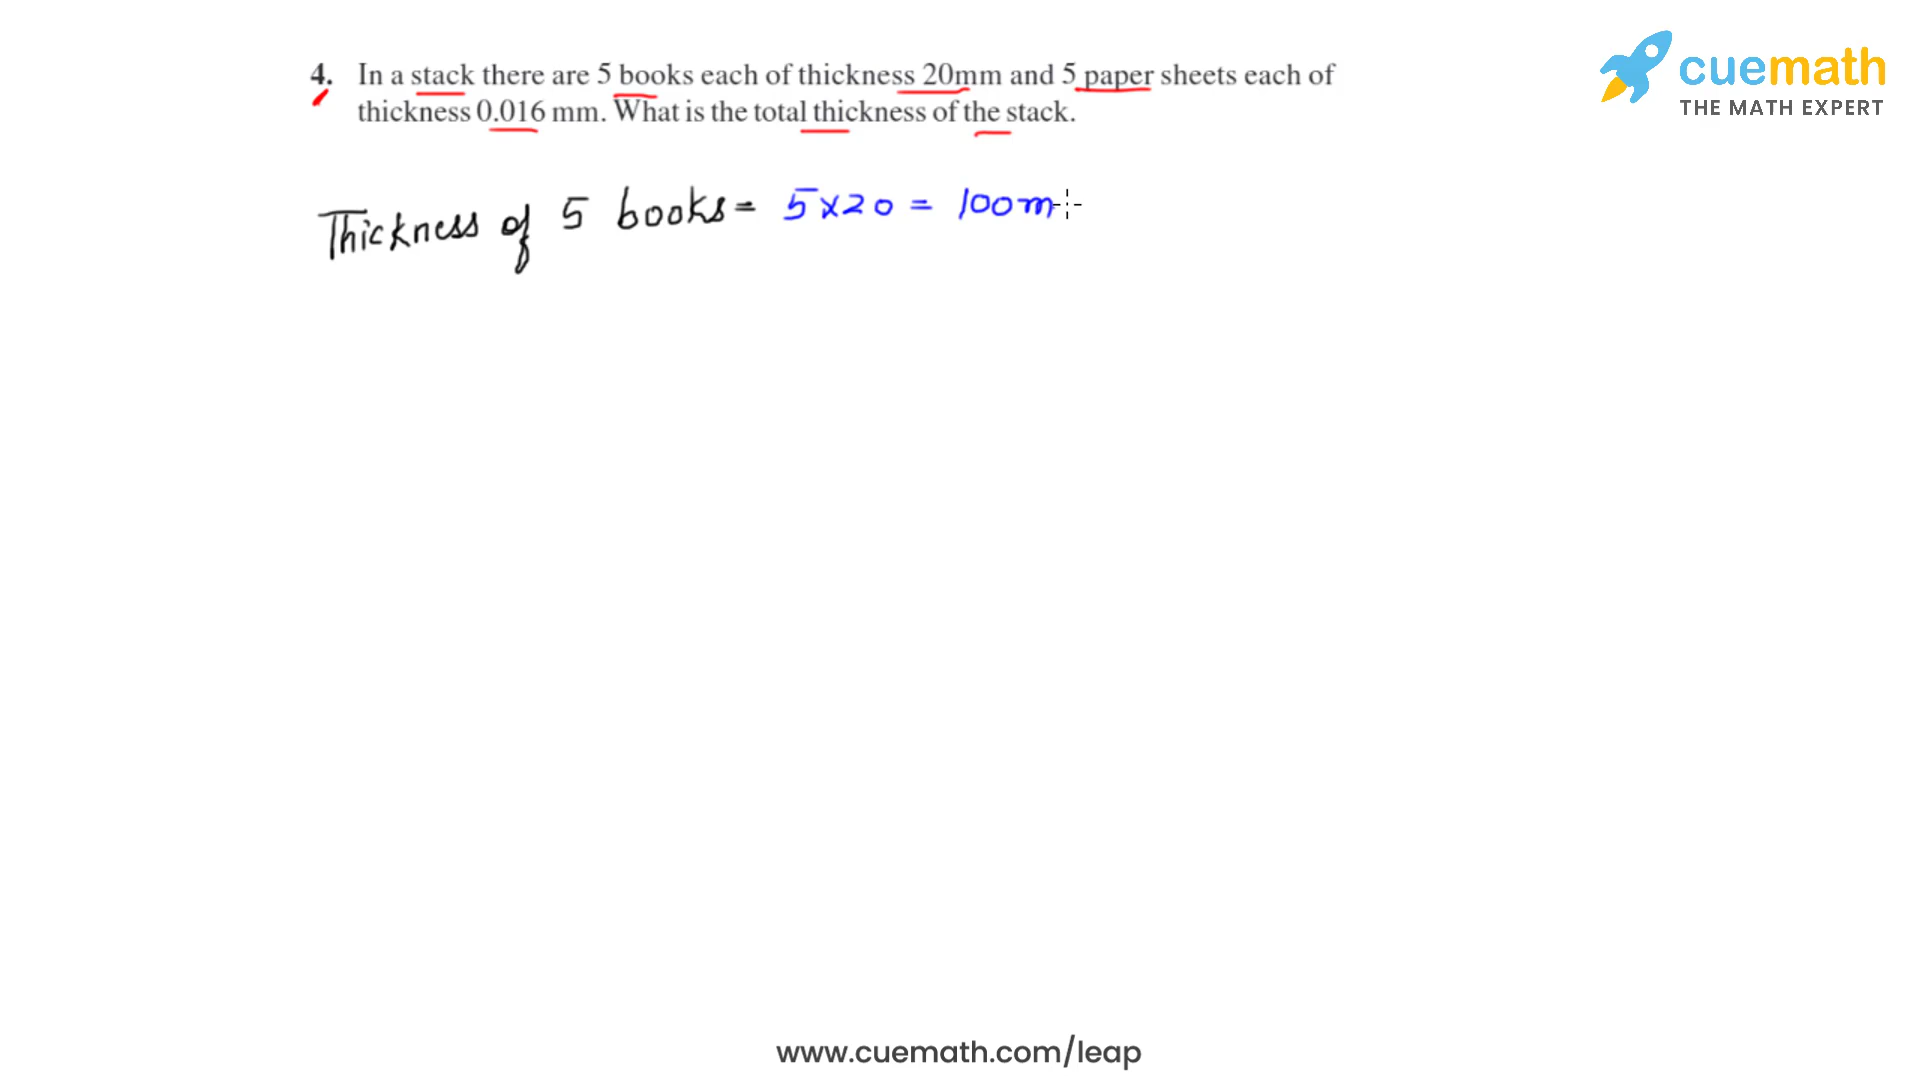 4. In a stack there are 5 books each of thickness 20mm and 5 paper sheets each of
thickness 0.016 mm. What is the total thickness of the stack.
cuemath
THE MATH EXPERT
Thickness of 5 books = 5×20 = 100m
www.cuemath.com/leap